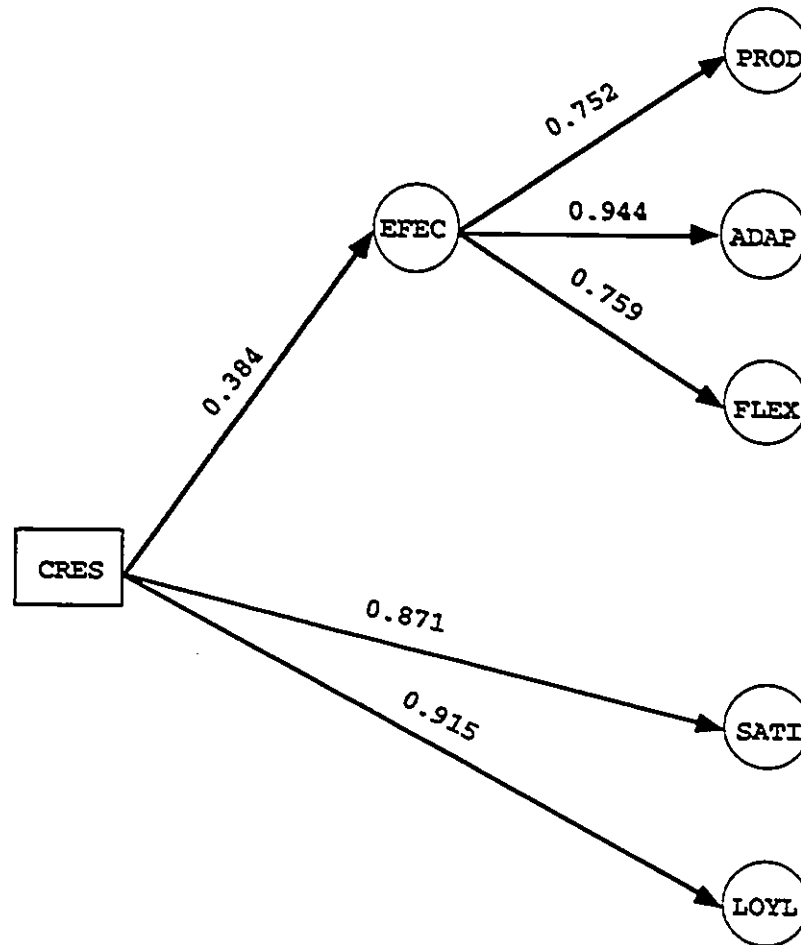 PROD
0.752
EFEC
0.944
ADAP
0.759
0.384
FLEX
CRES
0.871
0.915
SATI
LOYL